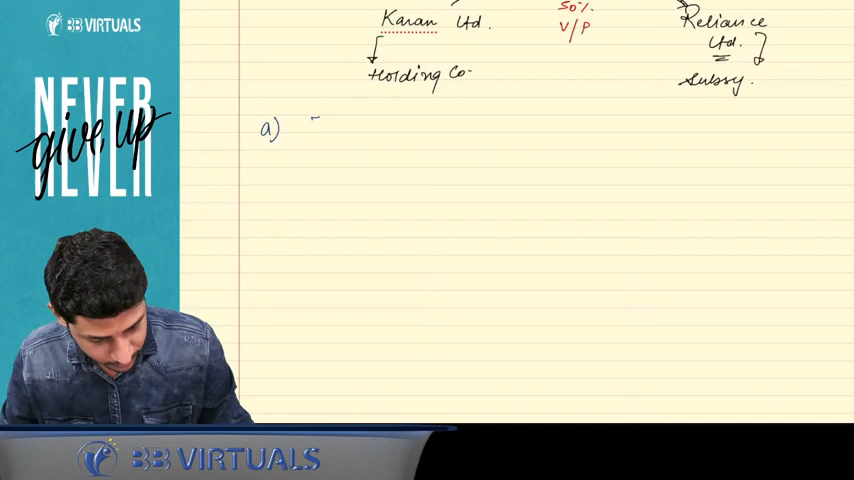 BB VIRTUALS
50%
Karan Ltd.
V/P
Reliance
Ltd.
Holding Co.
Subsy.
NEVER
give up
NEVER
a)
BB VIRTUALS